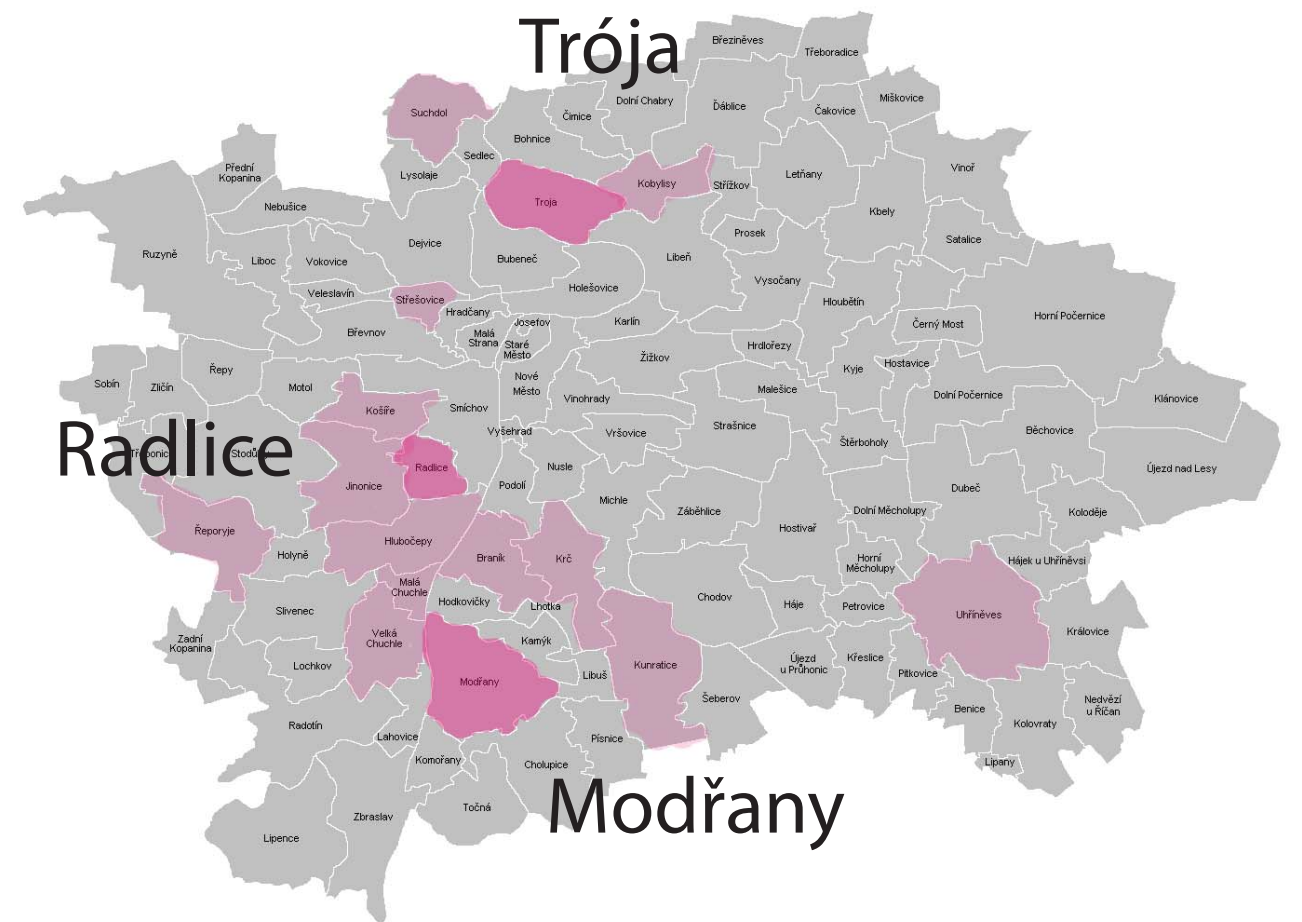 Trója
Březiněves
Třeboradice
Miškovice
Dolní Chabry
Ďáblice
Čakovice
Suchdol
Čimice
Bohnice
Sedlec
Vinoř
Přední
Kopanina
Lysolaje
Kobylisy
Střížkov
Letňany
Nebušice
Troja
Kbely
Prosek
Satalice
Dejvice
Ruzyně
Liboc
Vokovice
Bubeneč
Libeň
Vysočany
Veleslavín
Střešovice
Holešovice
Hloubětín
Hradčany
Josefov
Karlín
Horní Počernice
Černý Most
Břevnov
Malá
Strana
Staré
Město
Hrdlořezy
Žižkov
Kyje
Hostavice
Sobín
Zličín
Řepy
Motol
Nové
Město
Malešice
Dolní Počernice
Klánovice
Vinohrady
Košíře
Smíchov
Strašnice
Běchovice
Vyšehrad
Vršovice
Štěrboholy
Radlice
Radlice
Nusle
Újezd nad Lesy
Jinonice
Podolí
Michle
Dubeč
Záběhlice
Dolní Měcholupy
Koloděje
Hostivař
Řeporyje
Hlubočepy
Holyně
Braník
Krč
Horní
Měcholupy
Hájek u Uhříněvsi
Malá
Chuchle
Hodkovičky
Lhotka
Chodov
Háje
Petrovice
Uhříněves
Slivenec
Zadní
Kopanina
Velká
Chuchle
Kamýk
Královice
Lochkov
Kunratice
Újezd
u Průhonic
Křeslice
Pitkovice
Libuš
Modřany
Šeberov
Benice
Nedvězí
u Říčan
Radotín
Lahovice
Písnice
Kolovraty
Komořany
Cholupice
Lipany
Modřany
Točná
Zbraslav
Lipence